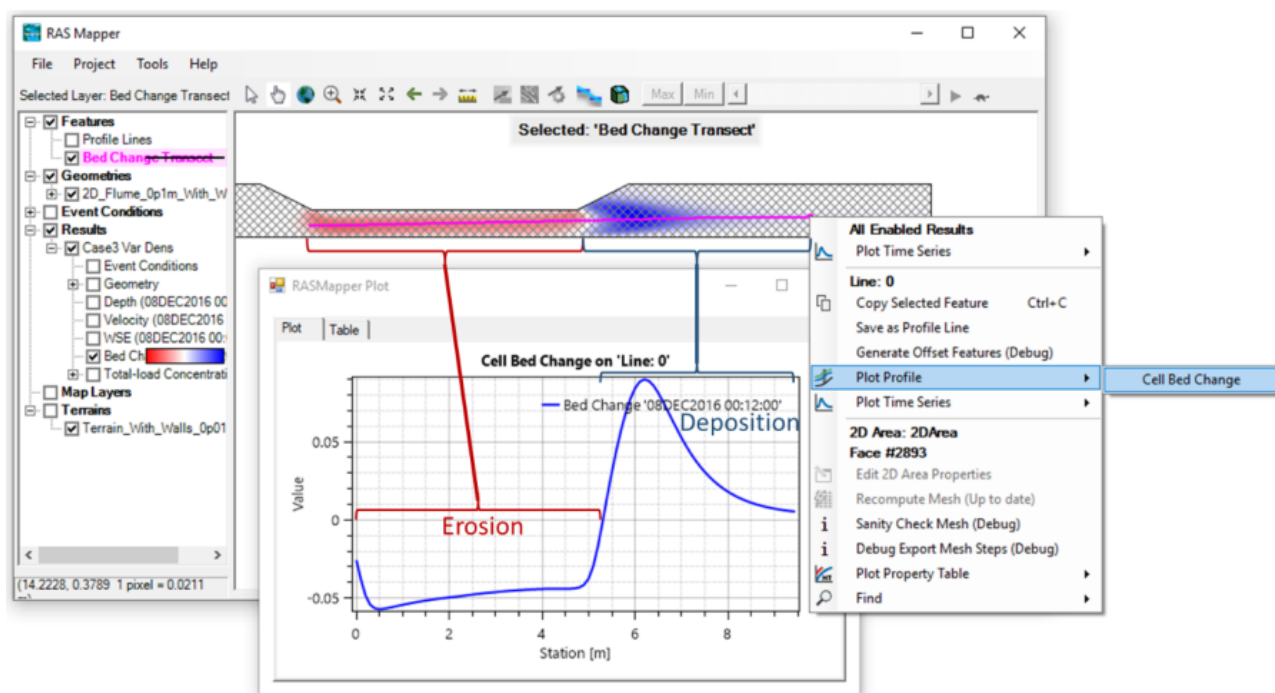 RAS Mapper
File Project Tools Help
Selected Layer: Bed Change Transect
Max Min
Features
Profile Lines
Bed Change Transect
Geometries
2D_Flume_0p1m_With_W
Event Conditions
Results
Case3 Var Dens
Event Conditions
Geometry
Depth (08DEC2016 00
Velocity (08DEC2016
WSE (08DEC2016 00:
Bed Ch
Total-load Concentrati
Map Layers
Terrains
Terrain_With_Walls_0p01
(14.2228, 0.3789 1 pixel = 0.0211
Selected: 'Bed Change Transect'
RASMapper Plot
Plot Table
Cell Bed Change on 'Line: 0'
Bed Change '08DEC2016 00:12:00'
Deposition
Erosion
Value
0.05
0
-0.05
0 2 4 6 8
Station [m]
All Enabled Results
Plot Time Series
Line: 0
Copy Selected Feature Ctrl+C
Save as Profile Line
Generate Offset Features (Debug)
Plot Profile
Cell Bed Change
Plot Time Series
2D Area: 2DArea
Face #2893
Edit 2D Area Properties
Recompute Mesh (Up to date)
Sanity Check Mesh (Debug)
Debug Export Mesh Steps (Debug)
Plot Property Table
Find